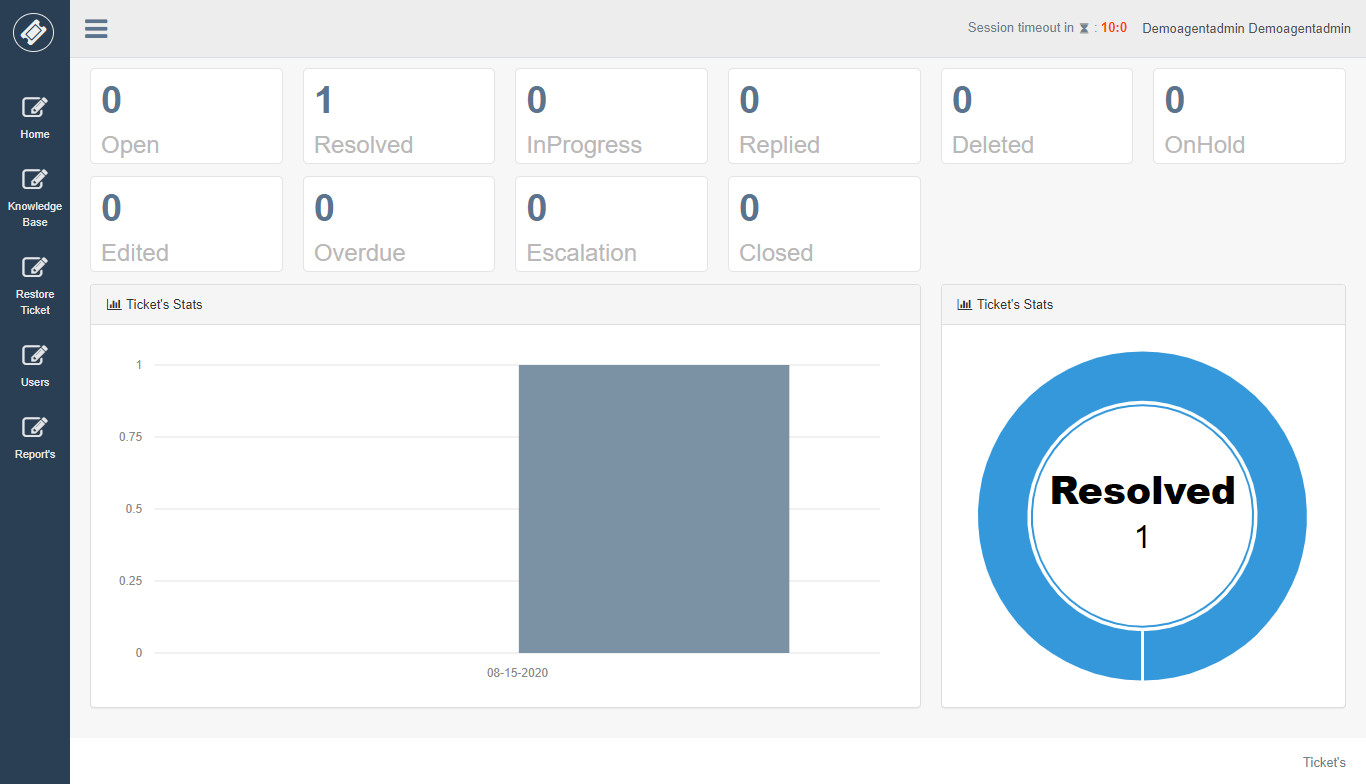 Session timeout in : 10:0 Demoagentadmin Demoagentadmin
Home
Knowledge
Base
Restore
Ticket
Users
Report's
0 1 0 0 0 0
Open Resolved InProgress Replied Deleted OnHold
0 0 0 0
Edited Overdue Escalation Closed
Ticket's Stats
1
0.75
0.5
0.25
0
08-15-2020
Ticket's Stats
Resolved
1
Ticket's